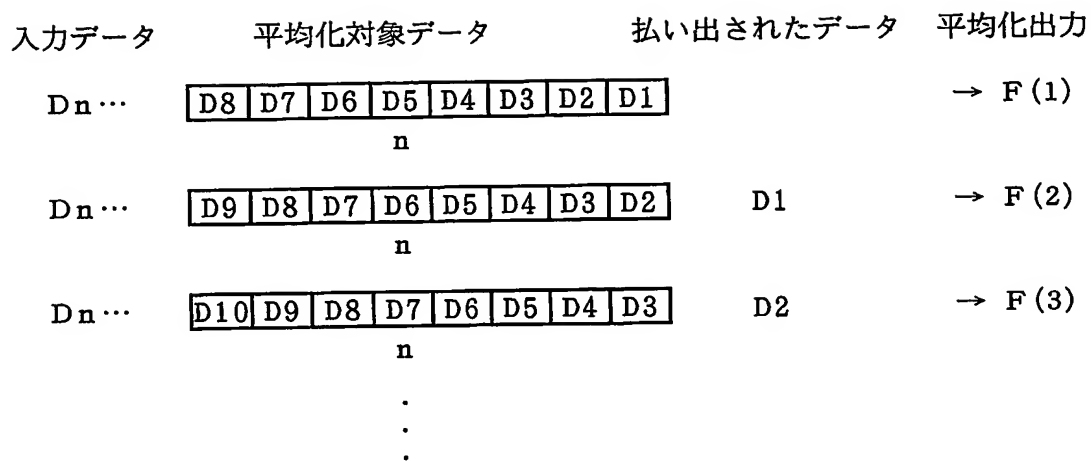 入力データ 平均化対象データ 払い出されたデータ 平均化出力
Dn… D8 D7 D6 D5 D4 D3 D2 D1 → F(1)
n
Dn… D9 D8 D7 D6 D5 D4 D3 D2 D1 → F(2)
n
Dn… D10 D9 D8 D7 D6 D5 D4 D3 D2 → F(3)
n